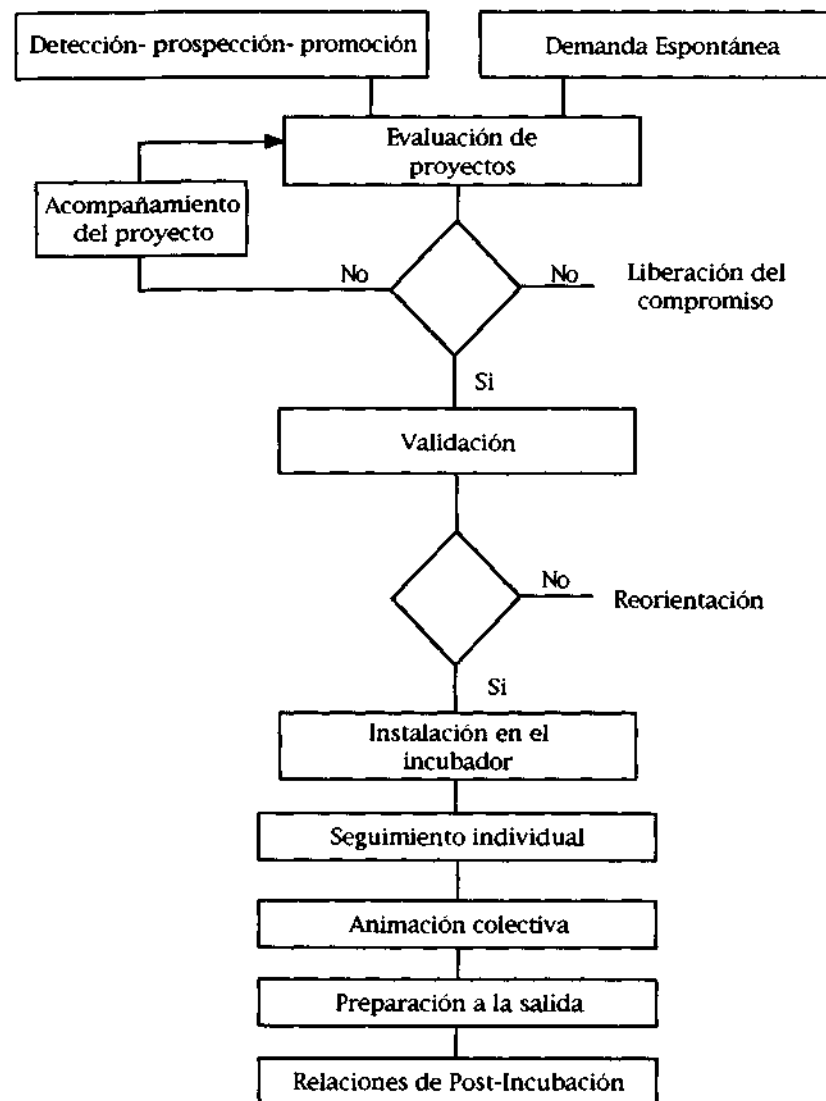 Detección- prospección- promoción
Demanda Espontánea
Evaluación de
proyectos
Acompañamiento
del proyecto
No
No
Liberación del
compromiso
Si
Validación
No
Reorientación
Si
Instalación en el
incubador
Seguimiento individual
Animación colectiva
Preparación a la salida
Relaciones de Post-Incubación